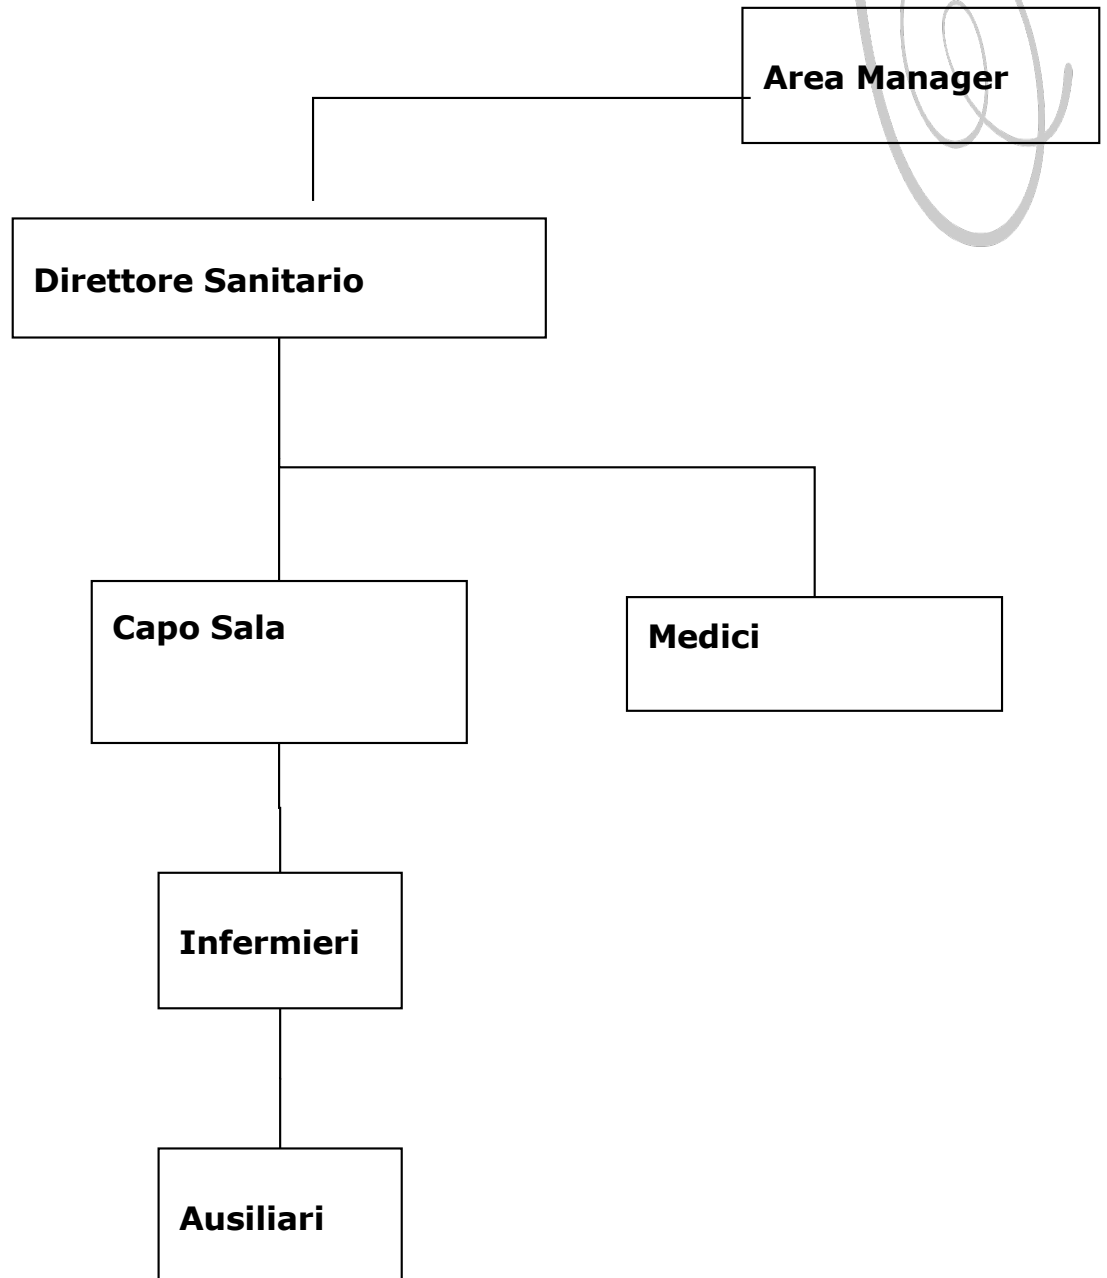 Area Manager
Direttore Sanitario
Capo Sala
Medici
Infermieri
Ausiliari